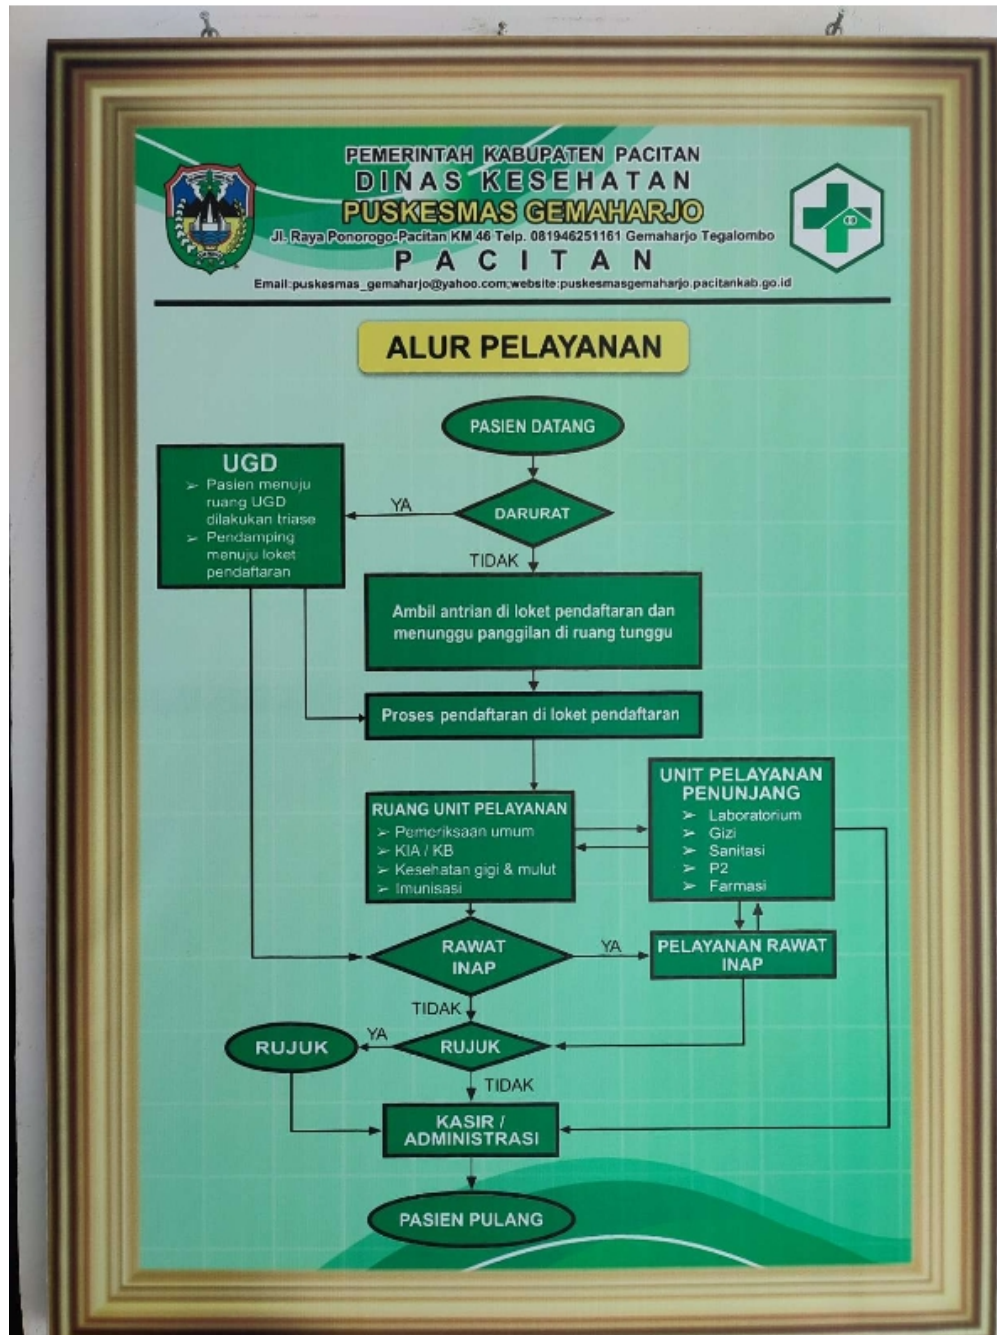 PEMERINTAH KABUPATEN PACITAN
DINAS KESEHATAN
PUSKESMAS GEMAHARJO
Jl. Raya Ponorogo-Pacitan KM 46 Telp. 081946251161 Gemaharjo Tegalombo
PACITAN
Email:puskesmas_gemaharjo@yahoo.com;website:puskesmasgemaharjo.pacitankab.go.id
ALUR PELAYANAN
PASIEN DATANG
DARURAT
YA
UGD
➢ Pasien menuju
ruang UGD
dilakukan triase
➢ Pendamping
menuju loket
pendaftaran
TIDAK
Ambil antrian di loket pendaftaran dan
menunggu panggilan di ruang tunggu
Proses pendaftaran di loket pendaftaran
RUANG UNIT PELAYANAN
➢ Pemeriksaan umum
➢ KIA / KB
➢ Kesehatan gigi & mulut
➢ Imunisasi
UNIT PELAYANAN
PENUNJANG
➢ Laboratorium
➢ Gizi
➢ Sanitasi
➢ P2
➢ Farmasi
RAWAT
INAP
YA
PELAYANAN RAWAT
INAP
TIDAK
RUJUK
YA
RUJUK
TIDAK
KASIR /
ADMINISTRASI
PASIEN PULANG